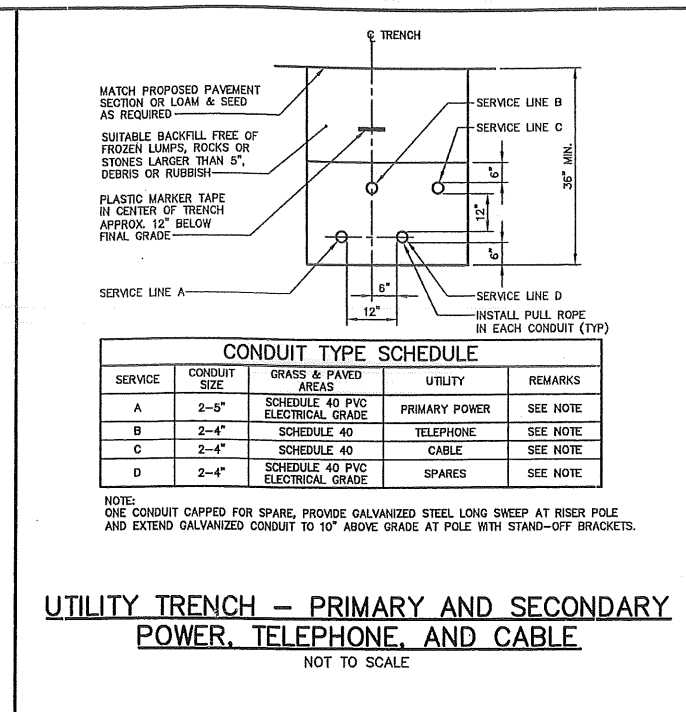 ℄ TRENCH
MATCH PROPOSED PAVEMENT
SECTION OR LOAM & SEED
AS REQUIRED
SUITABLE BACKFILL FREE OF
FROZEN LUMPS, ROCKS OR
STONES LARGER THAN 5",
DEBRIS OR RUBBISH
PLASTIC MARKER TAPE
IN CENTER OF TRENCH
APPROX. 12" BELOW
FINAL GRADE
SERVICE LINE A
SERVICE LINE B
SERVICE LINE C
6"
36" MIN.
12"
6"
6"
12"
SERVICE LINE D
INSTALL PULL ROPE
IN EACH CONDUIT (TYP)
CONDUIT TYPE SCHEDULE
SERVICE CONDUIT SIZE GRASS & PAVED AREAS UTILITY REMARKS
A 2-5" SCHEDULE 40 PVC ELECTRICAL GRADE PRIMARY POWER SEE NOTE
B 2-4" SCHEDULE 40 TELEPHONE SEE NOTE
C 2-4" SCHEDULE 40 CABLE SEE NOTE
D 2-4" SCHEDULE 40 PVC ELECTRICAL GRADE SPARES SEE NOTE
NOTE:
ONE CONDUIT CAPPED FOR SPARE, PROVIDE GALVANIZED STEEL LONG SWEEP AT RISER POLE
AND EXTEND GALVANIZED CONDUIT TO 10" ABOVE GRADE AT POLE WITH STAND-OFF BRACKETS.
UTILITY TRENCH – PRIMARY AND SECONDARY
POWER, TELEPHONE, AND CABLE
NOT TO SCALE